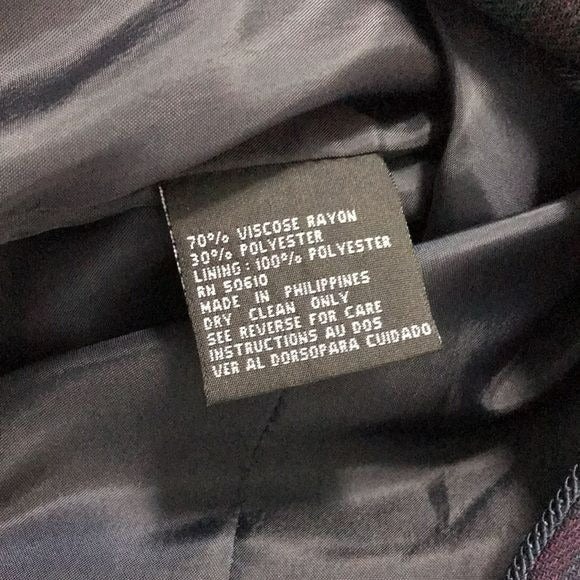 70% VISCOSE RAYON
30% POLYESTER
LINING : 100% POLYESTER
RN 50610
MADE IN PHILIPPINES
DRY CLEAN ONLY
SEE REVERSE FOR CARE
INSTRUCTIONS AU DOS
VER AL DORSOPARA CUIDADO